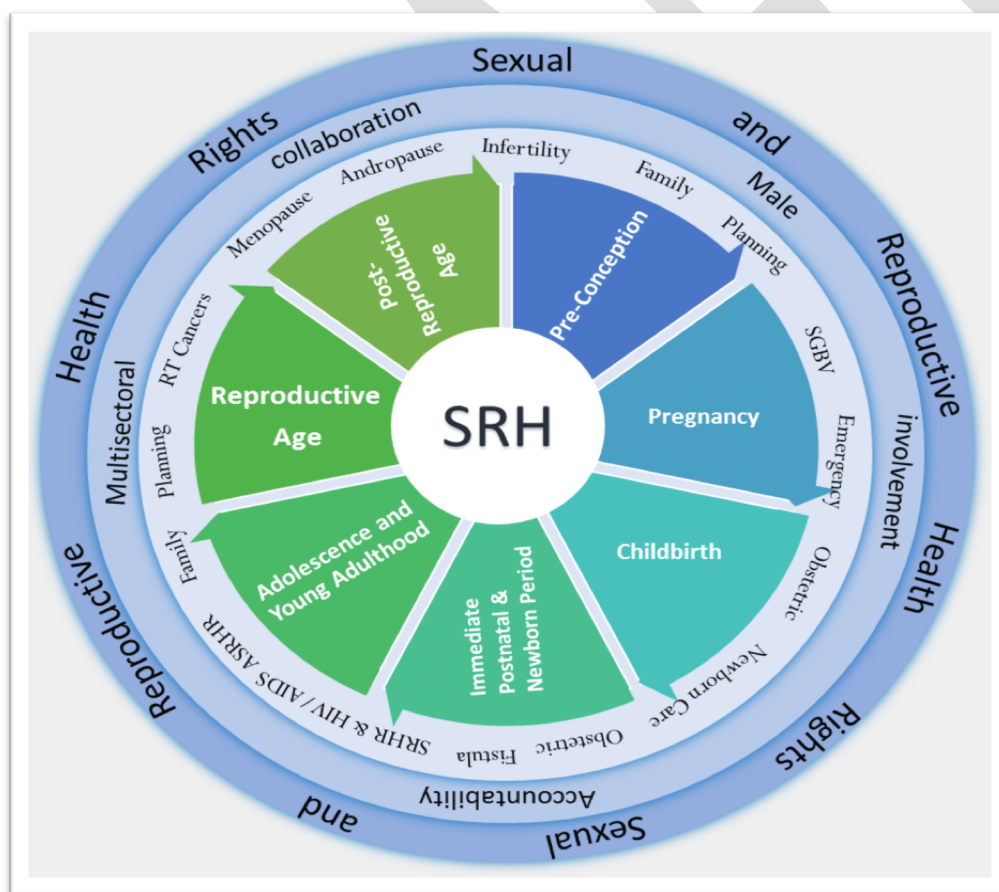 Sexual and Reproductive Health Rights
Sexual and Reproductive Health Rights
Male involvement
Accountability
Multisectoral collaboration
Infertility
Family Planning
SGBV
Emergency Obstetric Newborn Care
Obstetric Fistula
SRHR & HIV/AIDS
ASRHR
Family Planning
RT Cancers
Menopause
Andropause
Pre-Conception
Pregnancy
Childbirth
Immediate
Postnatal &
Newborn Period
Adolescence and
Young Adulthood
Reproductive
Age
Post-
Reproductive
Age
SRH